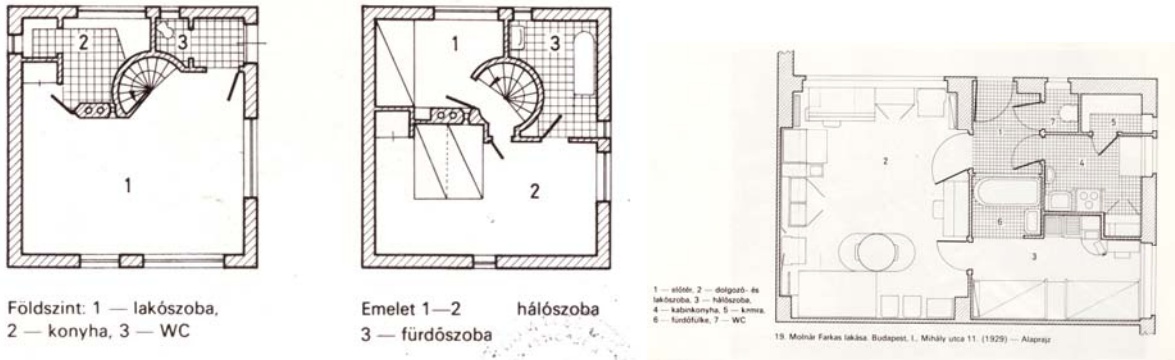 2
3
1
Földszint: 1 — lakószoba,
2 — konyha, 3 — WC
1
3
2
Emelet 1—2 hálószoba
3 — fürdőszoba
7
1
5
2
4
6
3
1 — előtér, 2 — dolgozó- és
lakószoba, 3 — hálószoba,
4 — kabinkonyha, 5 — kamra,
6 — fürdőfülke, 7 — WC
19. Molnár Farkas lakása. Budapest, I., Mihály utca 11. (1929) — Alaprajz